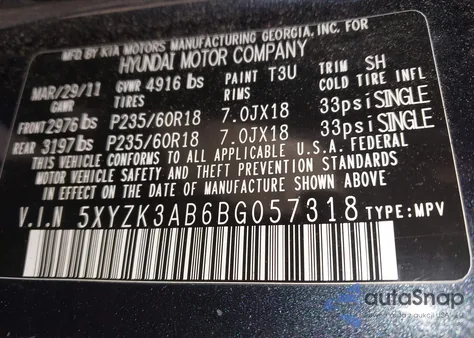 MFD BY KIA MOTORS MANUFACTURING GEORGIA, INC. FOR
HYUNDAI MOTOR COMPANY
MAR/29/11 GVWR 4916 lbs PAINT T3U TRIM SH
GAWR TIRES RIMS COLD TIRE INFL
FRONT 2976 lbs P235/60R18 7.0JX18 33psi SINGLE
REAR 3197 lbs P235/60R18 7.0JX18 33psi SINGLE
THIS VEHICLE CONFORMS TO ALL APPLICABLE U.S.A. FEDERAL
MOTOR VEHICLE SAFETY AND THEFT PREVENTION STANDARDS
IN EFFECT ON THE DATE OF MANUFACTURE SHOWN ABOVE.
V.I.N 5XYZK3AB6BG057318 TYPE:MPV
autaSnap